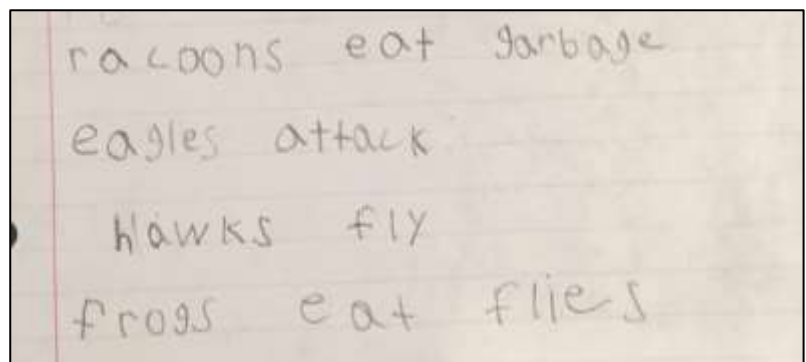 racoons eat garbage
eagles attack
hawks fly
frogs eat flies